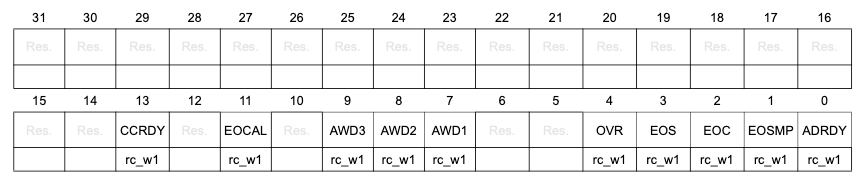 31 30 29 28 27 26 25 24 23 22 21 20 19 18 17 16
Res. Res. Res. Res. Res. Res. Res. Res. Res. Res. Res. Res. Res. Res. Res. Res.
15 14 13 12 11 10 9 8 7 6 5 4 3 2 1 0
Res. Res. CCRDY Res. EOCAL Res. AWD3 AWD2 AWD1 Res. Res. OVR EOS EOC EOSMP ADRDY
rc_w1 rc_w1 rc_w1 rc_w1 rc_w1 rc_w1 rc_w1 rc_w1 rc_w1 rc_w1